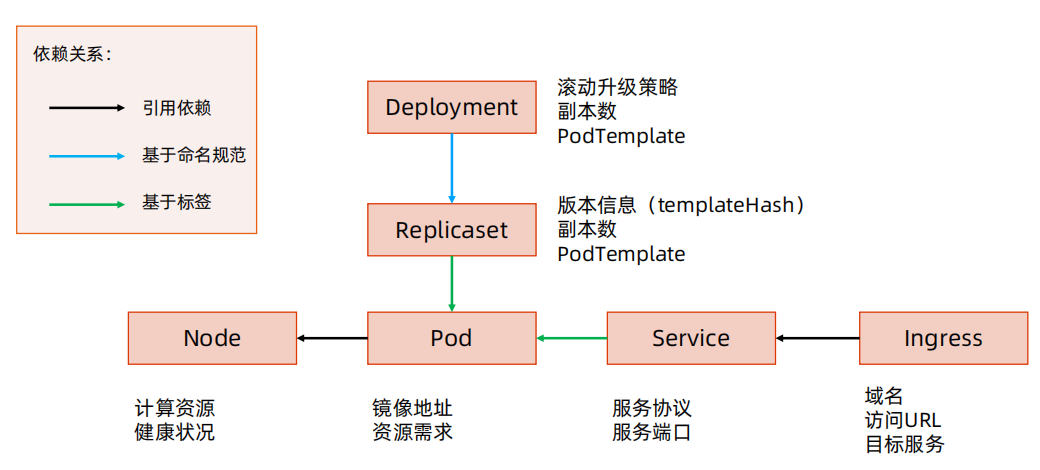 依赖关系：
引用依赖
基于命名规范
基于标签
Deployment
滚动升级策略
副本数
PodTemplate
Replicaset
版本信息（templateHash）
副本数
PodTemplate
Node
Pod
Service
Ingress
计算资源
健康状况
镜像地址
资源需求
服务协议
服务端口
域名
访问URL
目标服务